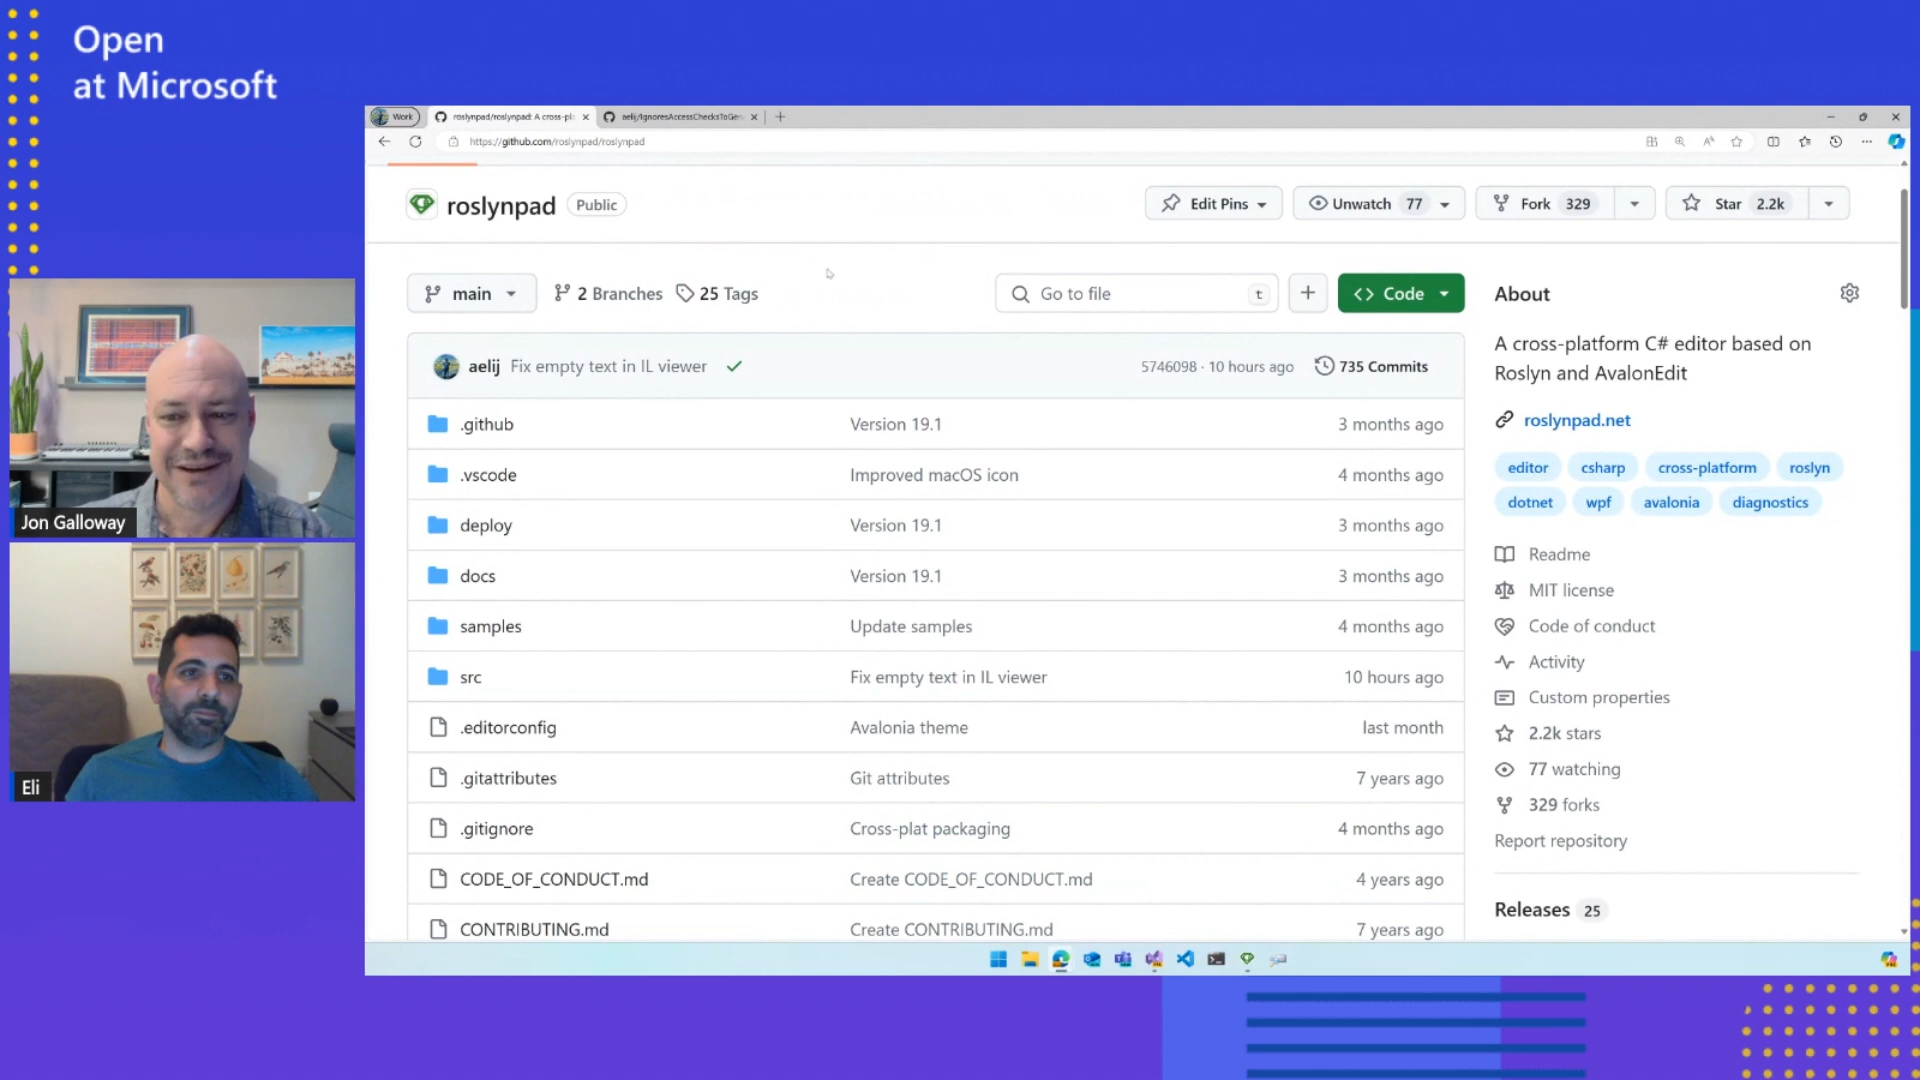 Open
at Microsoft
Work
roslynpad/roslynpad: A cross-pl
aelij/IgnoresAccessChecksToGen
https://github.com/roslynpad/roslynpad
roslynpad
Public
Edit Pins
Unwatch 77
Fork 329
Star 2.2k
main
2 Branches
25 Tags
Go to file
t
Code
aelij Fix empty text in IL viewer
5746098 · 10 hours ago
735 Commits
.github Version 19.1 3 months ago
.vscode Improved macOS icon 4 months ago
deploy Version 19.1 3 months ago
docs Version 19.1 3 months ago
samples Update samples 4 months ago
src Fix empty text in IL viewer 10 hours ago
.editorconfig Avalonia theme last month
.gitattributes Git attributes 7 years ago
.gitignore Cross-plat packaging 4 months ago
CODE_OF_CONDUCT.md Create CODE_OF_CONDUCT.md 4 years ago
CONTRIBUTING.md Create CONTRIBUTING.md 7 years ago
About
A cross-platform C# editor based on
Roslyn and AvalonEdit
roslynpad.net
editor csharp cross-platform roslyn
dotnet wpf avalonia diagnostics
Readme
MIT license
Code of conduct
Activity
Custom properties
2.2k stars
77 watching
329 forks
Report repository
Releases 25
Jon Galloway
Eli